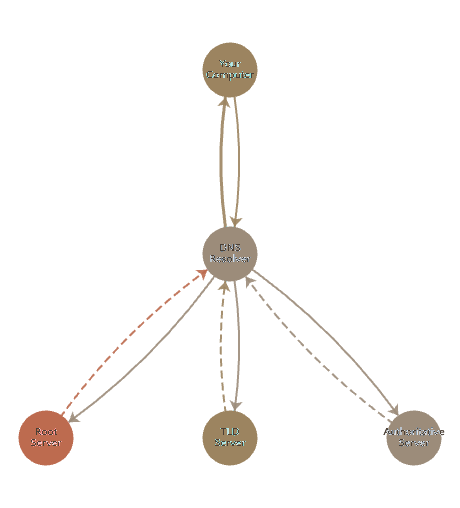 Your
Computer
DNS
Resolver
Root
Server
TLD
Server
Authoritative
Server